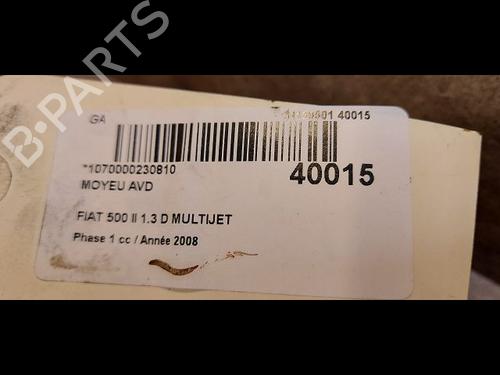 GA
40015
*1070000230810
40015
MOYEU AVD
FIAT 500 II 1.3 D MULTIJET
Phase 1 cc / Année 2008
B-PARTS